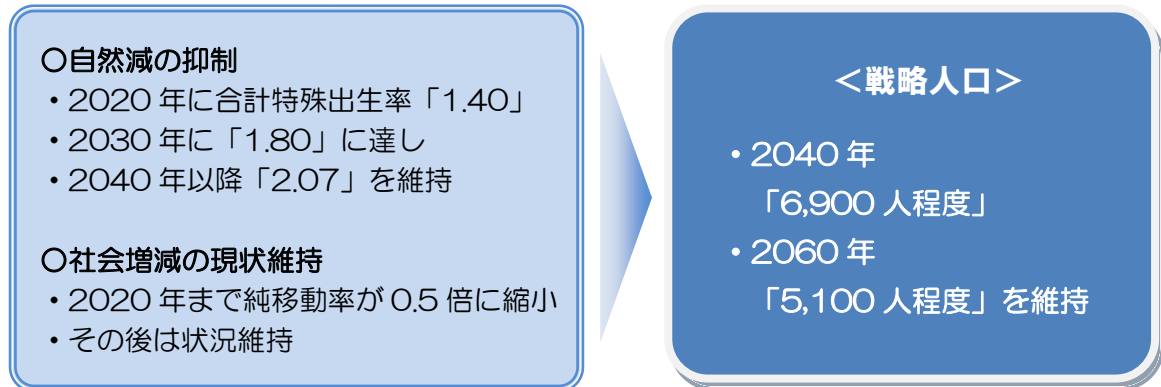 〇自然減の抑制
・2020 年に合計特殊出生率「1.40」
・2030 年に「1.80」に達し
・2040 年以降「2.07」を維持
〇社会増減の現状維持
・2020 年まで純移動率が 0.5 倍に縮小
・その後は状況維持
＜戦略人口＞
・2040 年
「6,900 人程度」
・2060 年
「5,100 人程度」を維持